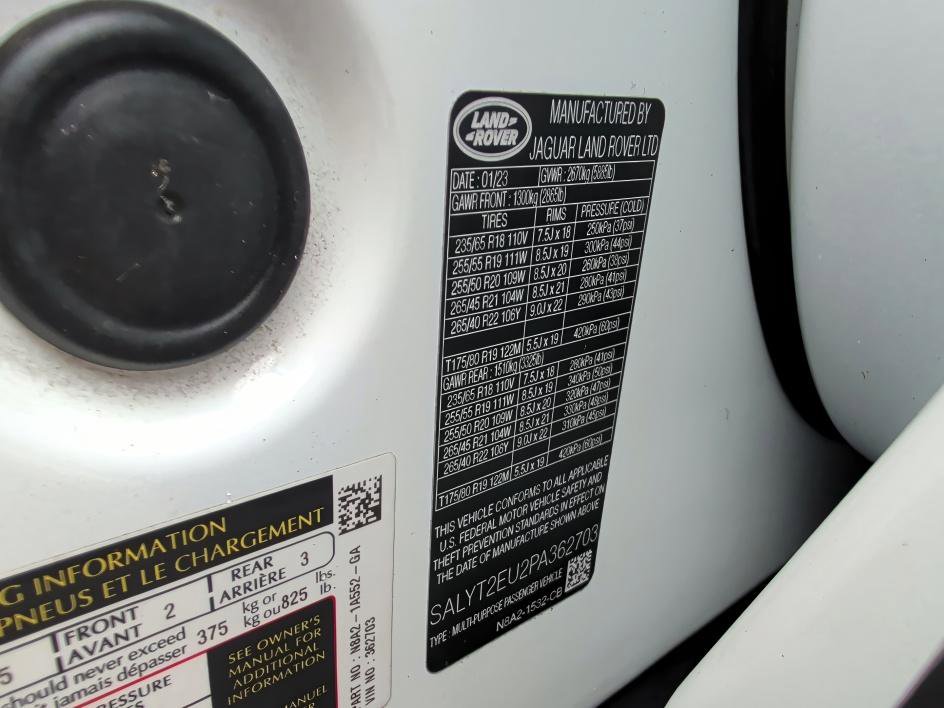 LAND-
-ROVER
MANUFACTURED BY
JAGUAR LAND ROVER LTD
DATE : 01/23 GVWR : 2670kg (5885lb)
GAWR FRONT : 1300kg (2865lb)
TIRES RIMS PRESSURE (COLD)
235/65 R18 110V 7.5J x 18 250kPa (37psi)
255/55 R19 111W 8.5J x 19 300kPa (44psi)
255/50 R20 109W 8.5J x 20 260kPa (38psi)
265/45 R21 104W 8.5J x 21 280kPa (41psi)
265/40 R22 106Y 9.0J x 22 290kPa (43psi)
T175/80 R19 122M 5.5J x 19 420kPa (60psi)
GAWR REAR : 1510kg (3325lb)
235/65 R18 110V 7.5J x 18 280kPa (41psi)
255/55 R19 111W 8.5J x 19 340kPa (50psi)
255/50 R20 109W 8.5J x 20 320kPa (47psi)
265/45 R21 104W 8.5J x 21 330kPa (48psi)
265/40 R22 106Y 9.0J x 22 310kPa (45psi)
T175/80 R19 122M 5.5J x 19 420kPa (60psi)
THIS VEHICLE CONFORMS TO ALL APPLICABLE
U.S. FEDERAL MOTOR VEHICLE SAFETY AND
THEFT PREVENTION STANDARDS IN EFFECT ON
THE DATE OF MANUFACTURE SHOWN ABOVE
SALYT2EU2PA362703
TYPE : MULTI-PURPOSE PASSENGER VEHICLE
N8A2-1532-CB
G INFORMATION
PNEUS ET LE CHARGEMENT
5 FRONT 2 REAR 3
AVANT ARRIÈRE
should never exceed 375 kg or 825 lbs.
jamais dépasser kg ou lb.
ESSURE
SEE OWNER'S
MANUAL FOR
ADDITIONAL
INFORMATION
MANUEL
PART NO : N8A2 -1A552 -GA
VIN NO : 362703